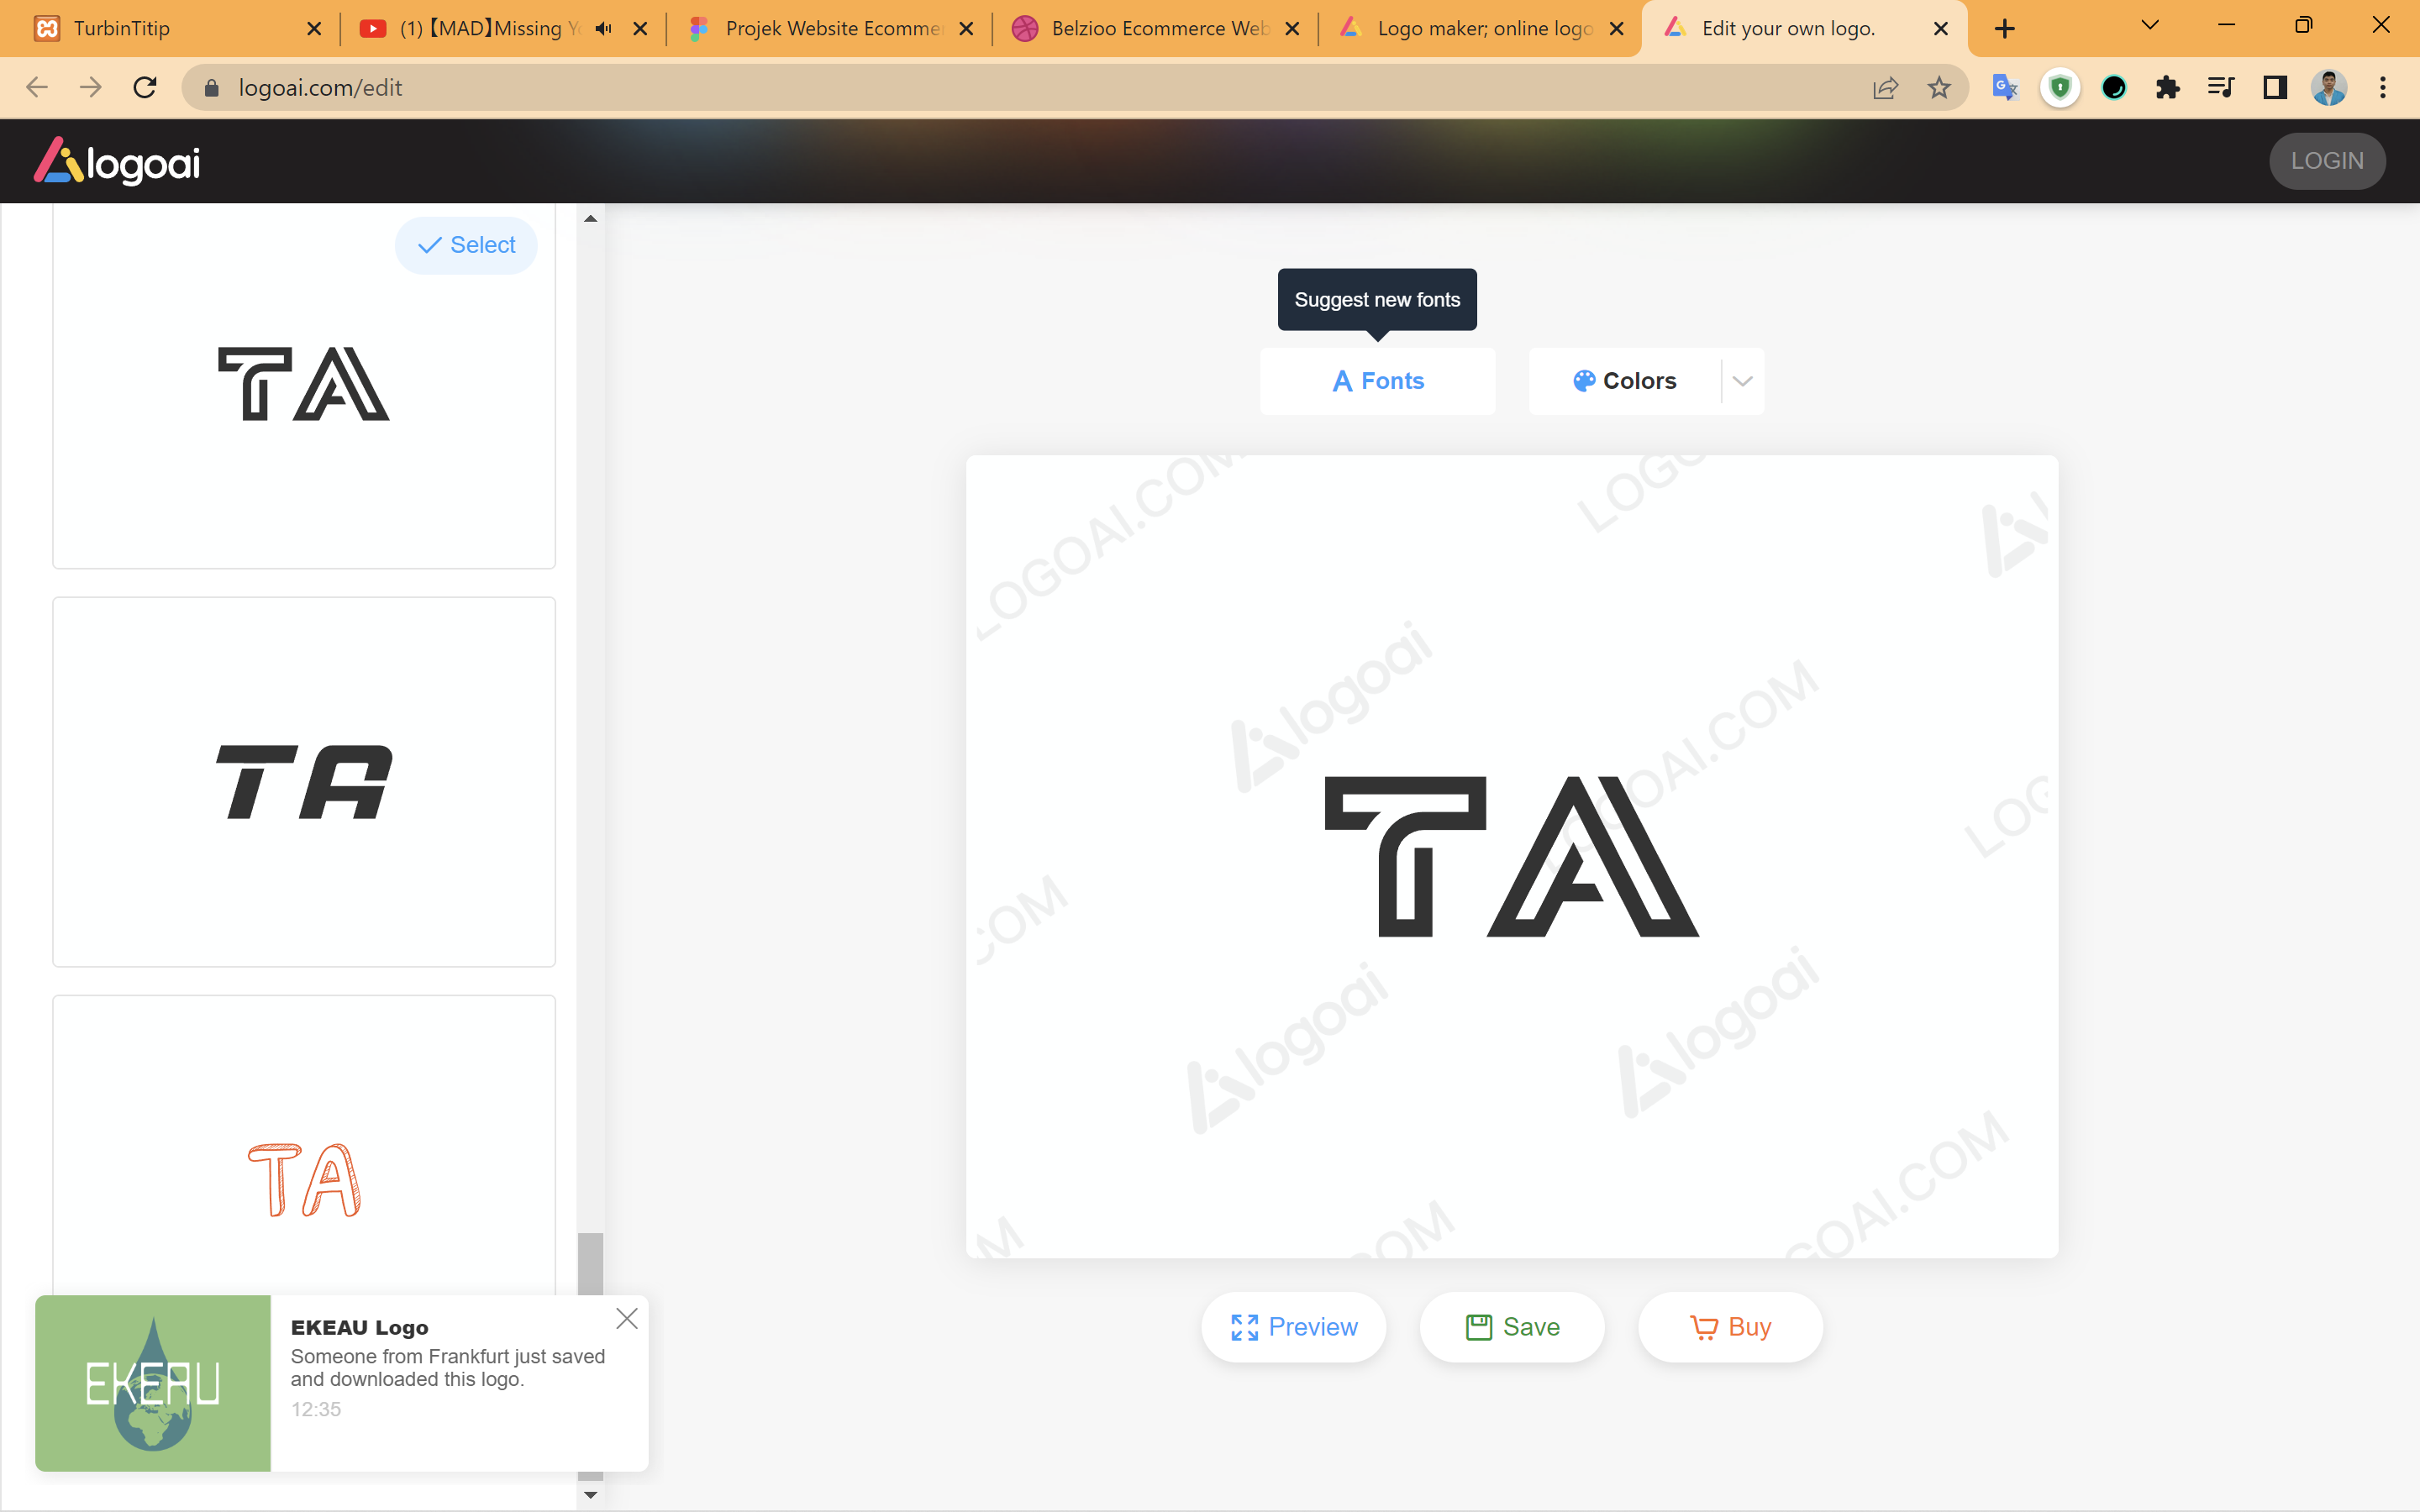 TurbinTitip
(1)【MAD】Missing Y
Projek Website Ecomme
Belzioo Ecommerce Web
Logo maker; online logo
Edit your own logo.
logoai.com/edit
logoai
LOGIN
Select
TA
TA
TA
EKEAU
EKEAU Logo
Someone from Frankfurt just saved
and downloaded this logo.
12:35
Suggest new fonts
A Fonts
Colors
LOGOAI.COM
LOGO
logoai
LOGOAI.COM
LOG
TA
COM
logoai
logoai
GOAI.COM
OM
M
Preview
Save
Buy